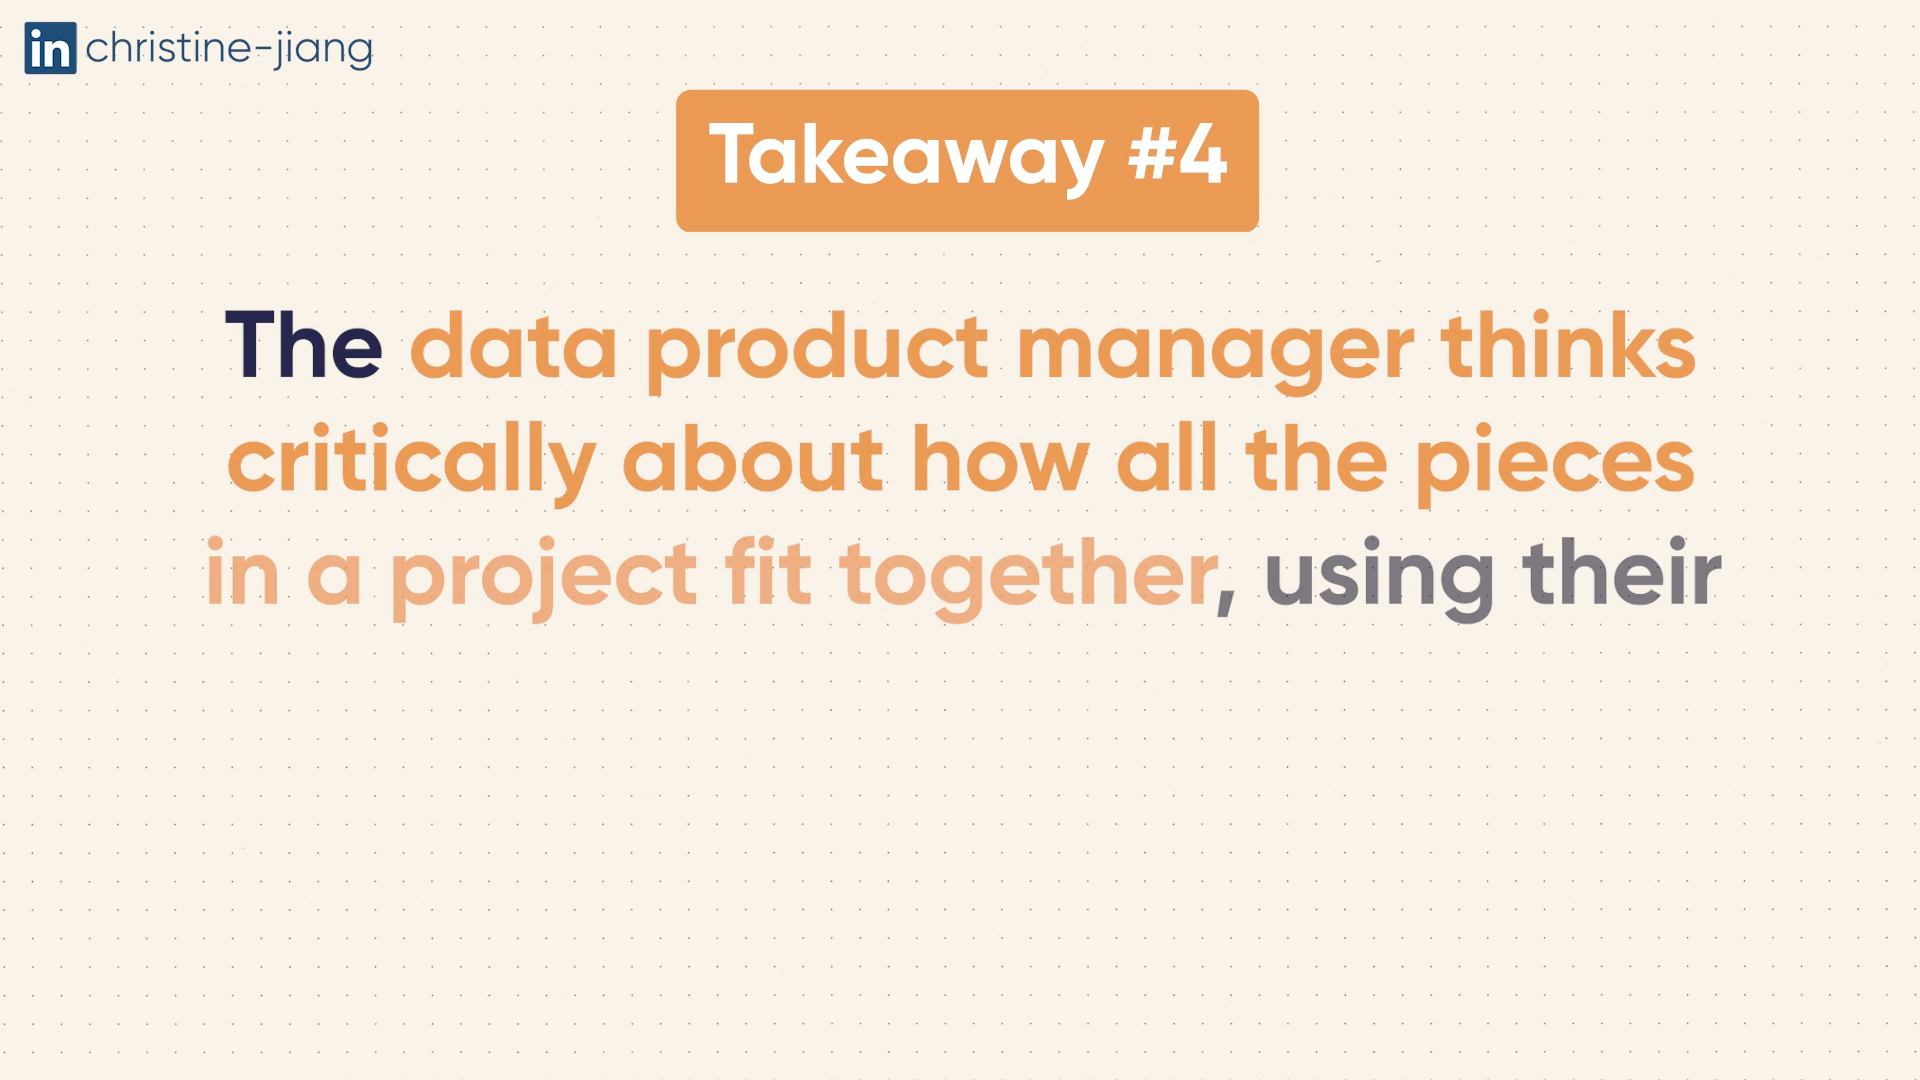 in christine-jiang
Takeaway #4
The data product manager thinks
critically about how all the pieces
in a project fit together, using their